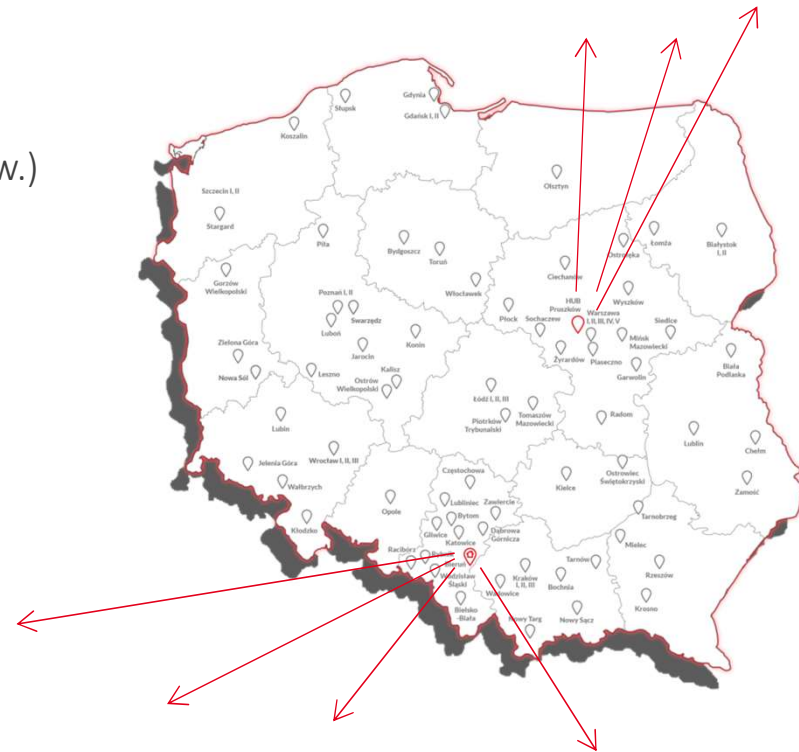 w.)
Gdynia
Słupsk
Gdańsk I, II
Koszalin
Olsztyn
Szczecin I, II
Stargard
Piła
Bydgoszcz
Toruń
Ostrołęka
Łomża
Białystok
I, II
Ciechanów
Gorzów
Wielkopolski
Włocławek
Wyszków
Poznań I, II
Swarzędz
Luboń
Płock
HUB
Pruszków
Sochaczew
Warszawa
I, II, III, IV, V
Siedlce
Mińsk
Mazowiecki
Konin
Jarocin
Zielona Góra
Nowa Sól
Leszno
Kalisz
Ostrów
Wielkopolski
Żyrardów
Piaseczno
Garwolin
Biała
Podlaska
Łódź I, II, III
Piotrków
Trybunalski
Tomaszów
Mazowiecki
Radom
Lubin
Lublin
Chełm
Jelenia Góra
Wrocław I, II, III
Wałbrzych
Częstochowa
Kielce
Ostrowiec
Świętokrzyski
Zamość
Kłodzko
Opole
Lubliniec
Zawiercie
Bytom
Gliwice
Dąbrowa
Górnicza
Katowice
Tarnobrzeg
Racibórz
Wodzisław
Śląski
Bielsko
-Biała
Wadowice
Kraków
I, II, III
Bochnia
Tarnów
Mielec
Rzeszów
Krosno
Nowy Targ
Nowy Sącz